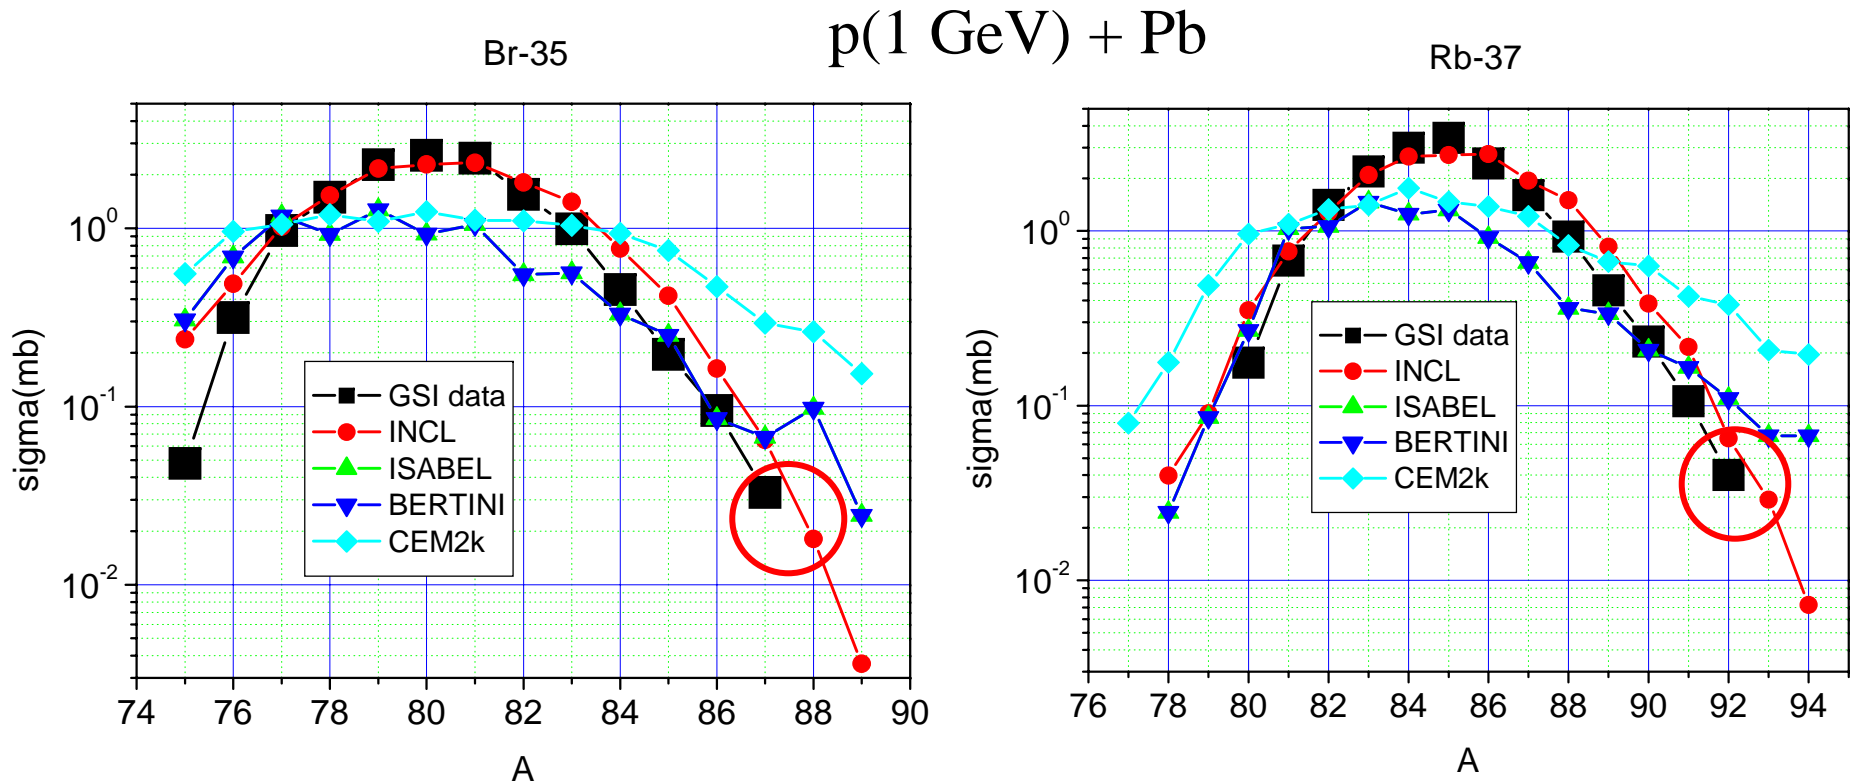 p(1 GeV) + Pb
Br-35
sigma(mb)
10^0
10^-1
10^-2
GSI data
INCL
ISABEL
BERTINI
CEM2k
74 76 78 80 82 84 86 88 90
A
Rb-37
sigma(mb)
10^0
10^-1
10^-2
GSI data
INCL
ISABEL
BERTINI
CEM2k
76 78 80 82 84 86 88 90 92 94
A